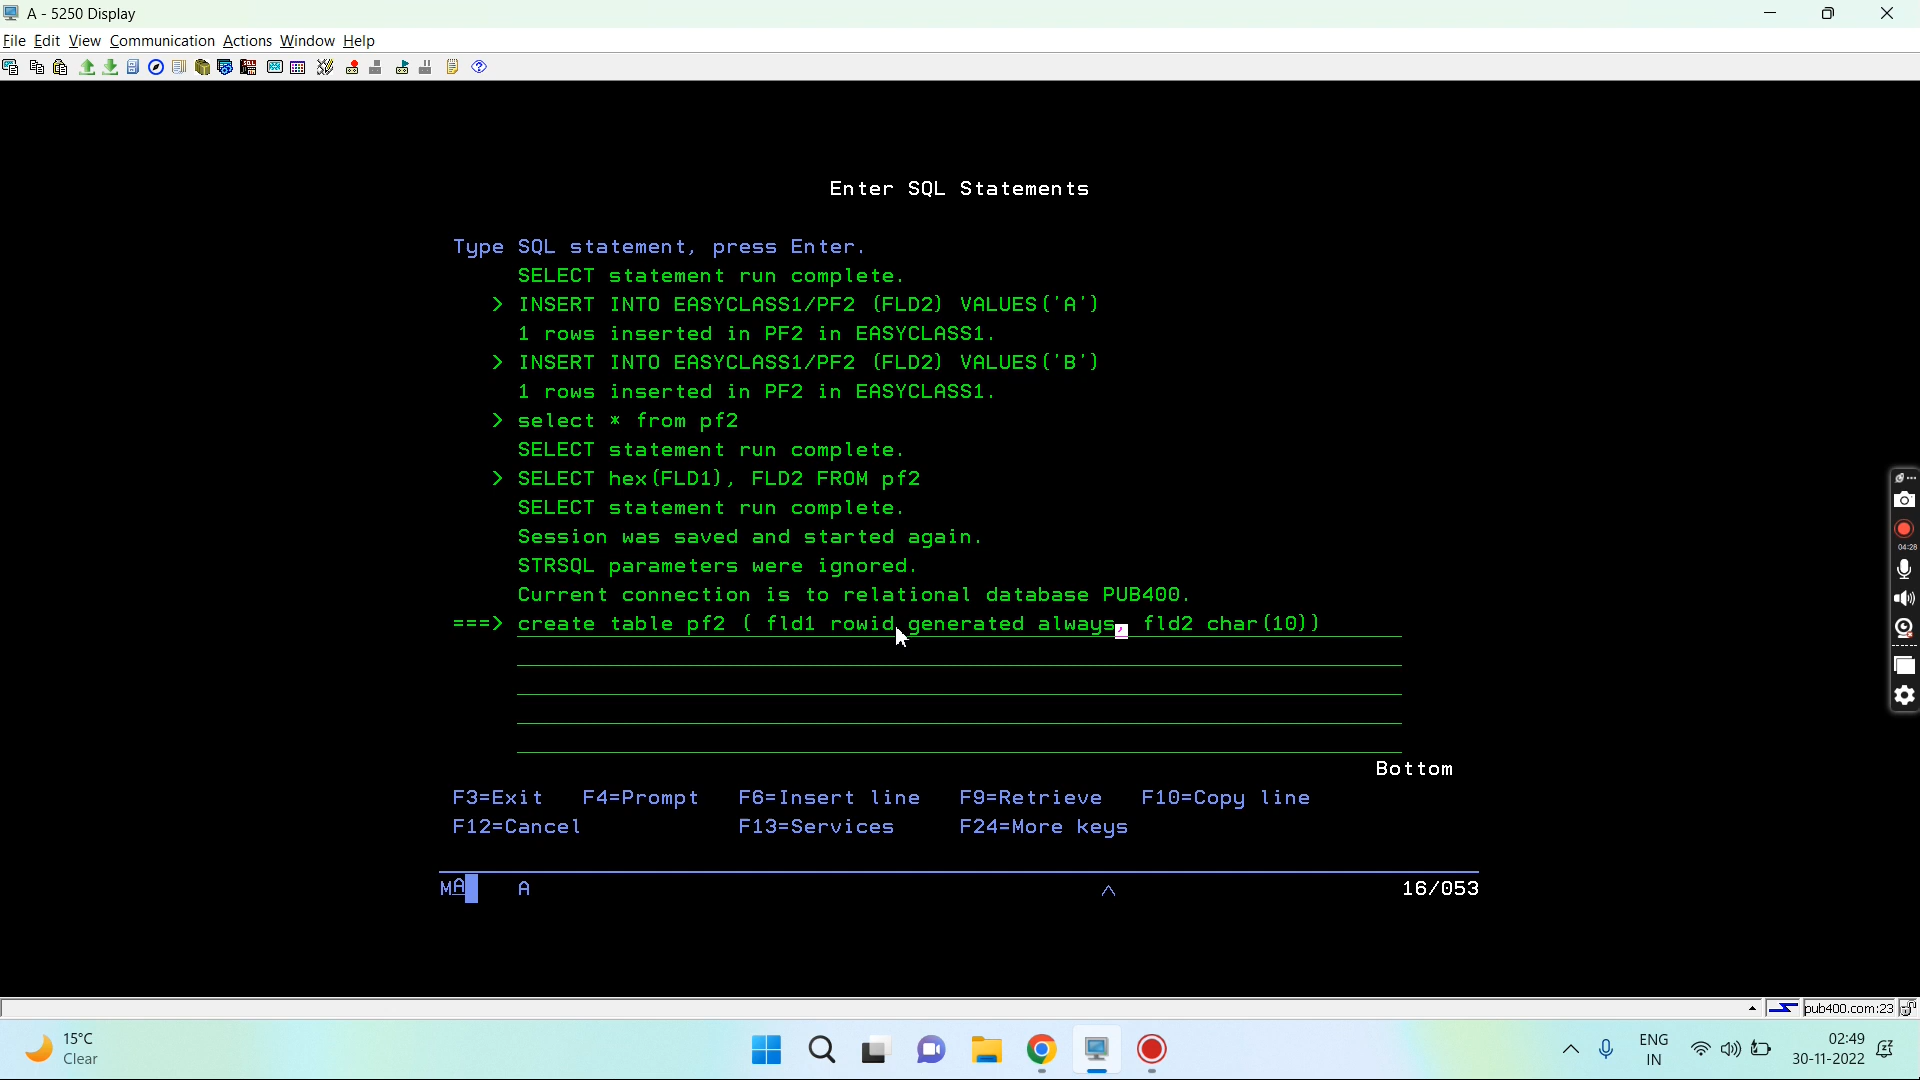 A - 5250 Display
File Edit View Communication Actions Window Help
Enter SQL Statements
Type SQL statement, press Enter.
SELECT statement run complete.
> INSERT INTO EASYCLASS1/PF2 (FLD2) VALUES('A')
1 rows inserted in PF2 in EASYCLASS1.
> INSERT INTO EASYCLASS1/PF2 (FLD2) VALUES('B')
1 rows inserted in PF2 in EASYCLASS1.
> select * from pf2
SELECT statement run complete.
> SELECT hex(FLD1), FLD2 FROM pf2
SELECT statement run complete.
Session was saved and started again.
STRSQL parameters were ignored.
Current connection is to relational database PUB400.
===> create table pf2 ( fld1 rowid generated always, fld2 char(10))
Bottom
F3=Exit F4=Prompt F6=Insert line F9=Retrieve F10=Copy line
F12=Cancel F13=Services F24=More keys
MA A ^ 16/053
04:28
pub400.com:23
15°C
Clear
ENG
IN
02:49
30-11-2022